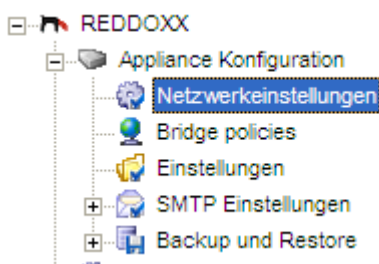 REDDOXX
Appliance Konfiguration
Netzwerkeinstellungen
Bridge policies
Einstellungen
SMTP Einstellungen
Backup und Restore